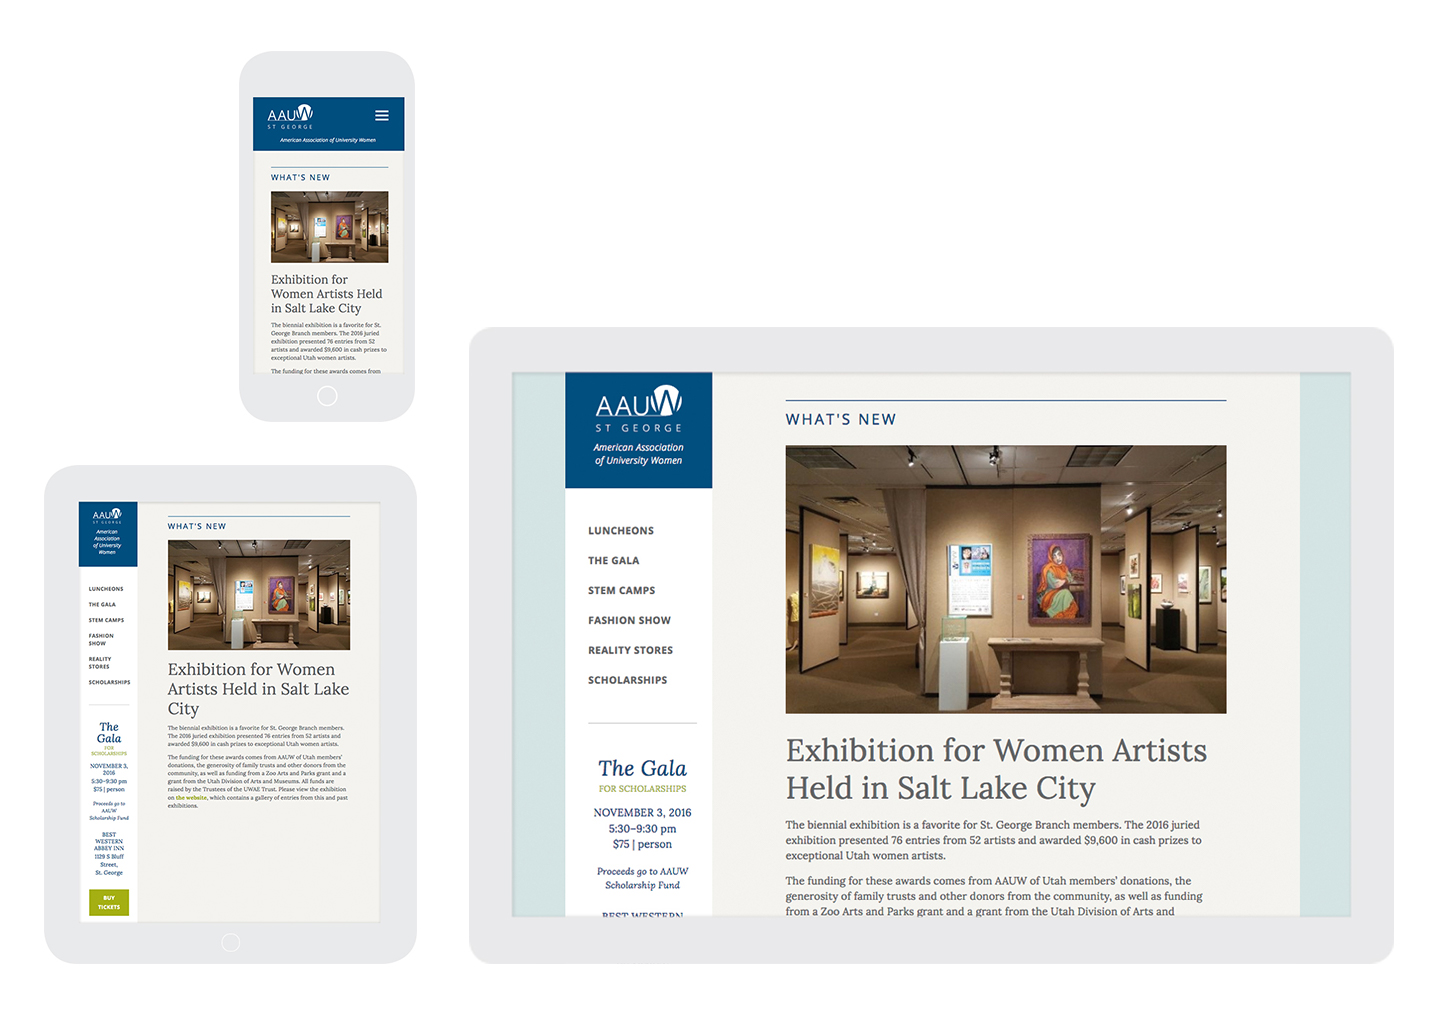 AAUW
ST GEORGE
American Association of University Women
WHAT'S NEW
Exhibition for
Women Artists Held
in Salt Lake City
The biennial exhibition is a favorite for St.
George Branch members. The 2016 juried
exhibition presented 76 entries from 52
artists and awarded $9,600 in cash prizes to
exceptional Utah women artists.
The funding for these awards comes from
AAUW
ST GEORGE
American
Association
of University
Women
LUNCHEONS
THE GALA
STEM CAMPS
FASHION
SHOW
REALITY
STORES
SCHOLARSHIPS
The
Gala
FOR
SCHOLARSHIPS
NOVEMBER 3,
2016
5:30–9:30 pm
$75 | person
Proceeds go to
AAUW
Scholarship Fund
BEST
WESTERN
ABBEY INN
1129 S Bluff
Street,
St. George
BUY
TICKETS
WHAT'S NEW
Exhibition for Women
Artists Held in Salt Lake
City
The biennial exhibition is a favorite for St. George Branch members.
The 2016 juried exhibition presented 76 entries from 52 artists and
awarded $9,600 in cash prizes to exceptional Utah women artists.
The funding for these awards comes from AAUW of Utah members'
donations, the generosity of family trusts and other donors from the
community, as well as funding from a Zoo Arts and Parks grant and a
grant from the Utah Division of Arts and Museums. All funds are
raised by the Trustees of the UWAE Trust. Please view the exhibition
on the website, which contains a gallery of entries from this and past
exhibitions.
AAUW
ST GEORGE
American Association
of University Women
LUNCHEONS
THE GALA
STEM CAMPS
FASHION SHOW
REALITY STORES
SCHOLARSHIPS
The Gala
FOR SCHOLARSHIPS
NOVEMBER 3, 2016
5:30–9:30 pm
$75 | person
Proceeds go to AAUW
Scholarship Fund
BEST WESTERN
WHAT'S NEW
Exhibition for Women Artists
Held in Salt Lake City
The biennial exhibition is a favorite for St. George Branch members. The 2016 juried
exhibition presented 76 entries from 52 artists and awarded $9,600 in cash prizes to
exceptional Utah women artists.
The funding for these awards comes from AAUW of Utah members' donations, the
generosity of family trusts and other donors from the community, as well as funding
from a Zoo Arts and Parks grant and a grant from the Utah Division of Arts and